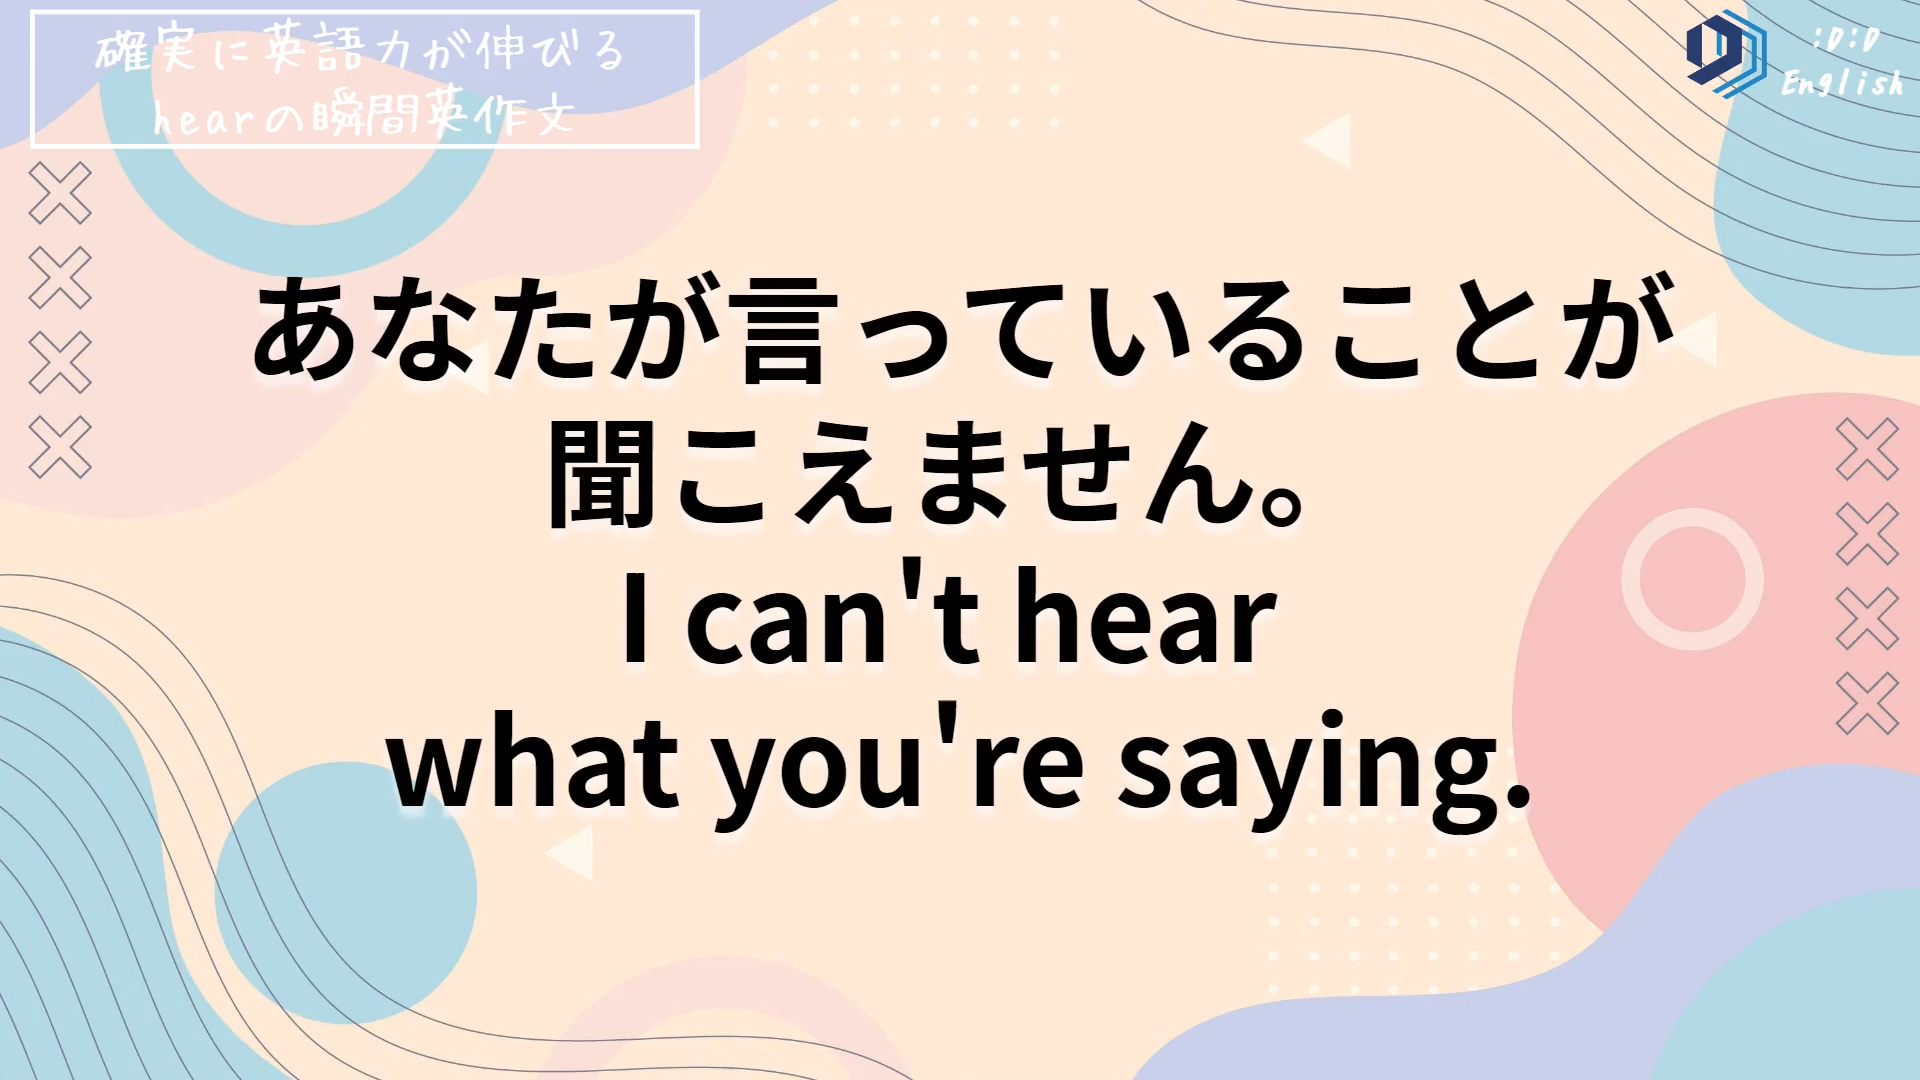 確実に英語力が伸びる
hearの瞬間英作文
:D:D
English
あなたが言っていることが
聞こえません。
I can't hear
what you're saying.